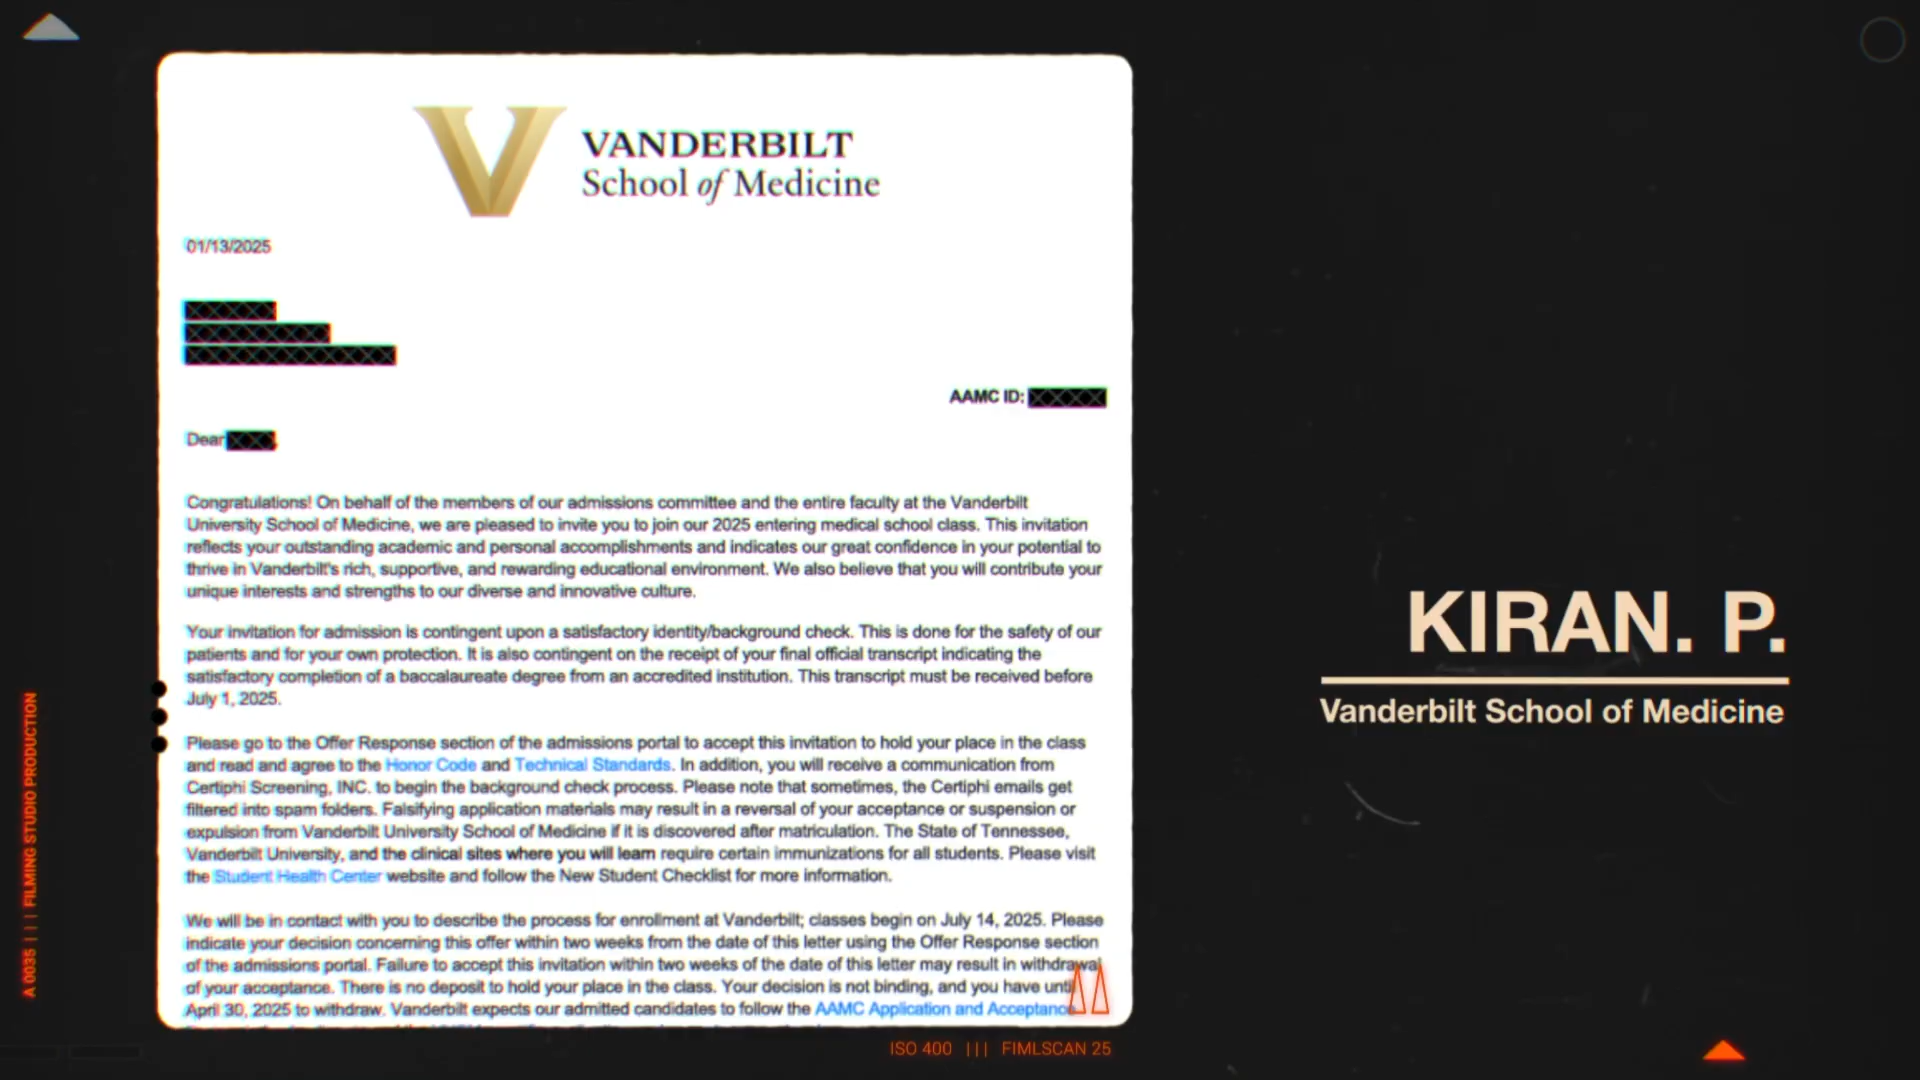 VANDERBILT
School of Medicine
01/13/2025
AAMC ID:
Dear
Congratulations! On behalf of the members of our admissions committee and the entire faculty at the Vanderbilt
University School of Medicine, we are pleased to invite you to join our 2025 entering medical school class. This invitation
reflects your outstanding academic and personal accomplishments and indicates our great confidence in your potential to
thrive in Vanderbilt's rich, supportive, and rewarding educational environment. We also believe that you will contribute your
unique interests and strengths to our diverse and innovative culture.
Your invitation for admission is contingent upon a satisfactory identity/background check. This is done for the safety of our
patients and for your own protection. It is also contingent on the receipt of your final official transcript indicating the
satisfactory completion of a baccalaureate degree from an accredited institution. This transcript must be received before
July 1, 2025.
Please go to the Offer Response section of the admissions portal to accept this invitation to hold your place in the class
and read and agree to the Honor Code and Technical Standards. In addition, you will receive a communication from
Certiphi Screening, INC. to begin the background check process. Please note that sometimes, the Certiphi emails get
filtered into spam folders. Falsifying application materials may result in a reversal of your acceptance or suspension or
expulsion from Vanderbilt University School of Medicine if it is discovered after matriculation. The State of Tennessee,
Vanderbilt University, and the clinical sites where you will learn require certain immunizations for all students. Please visit
the Student Health Center website and follow the New Student Checklist for more information.
We will be in contact with you to describe the process for enrollment at Vanderbilt; classes begin on July 14, 2025. Please
indicate your decision concerning this offer within two weeks from the date of this letter using the Offer Response section
of the admissions portal. Failure to accept this invitation within two weeks of the date of this letter may result in withdrawal
of your acceptance. There is no deposit to hold your place in the class. Your decision is not binding, and you have until
April 30, 2025 to withdraw. Vanderbilt expects our admitted candidates to follow the AAMC Application and Acceptance
KIRAN. P.
Vanderbilt School of Medicine
A 0035 | | | FILMING STUDIO PRODUCTION
ISO 400 | | | FIMLSCAN 25